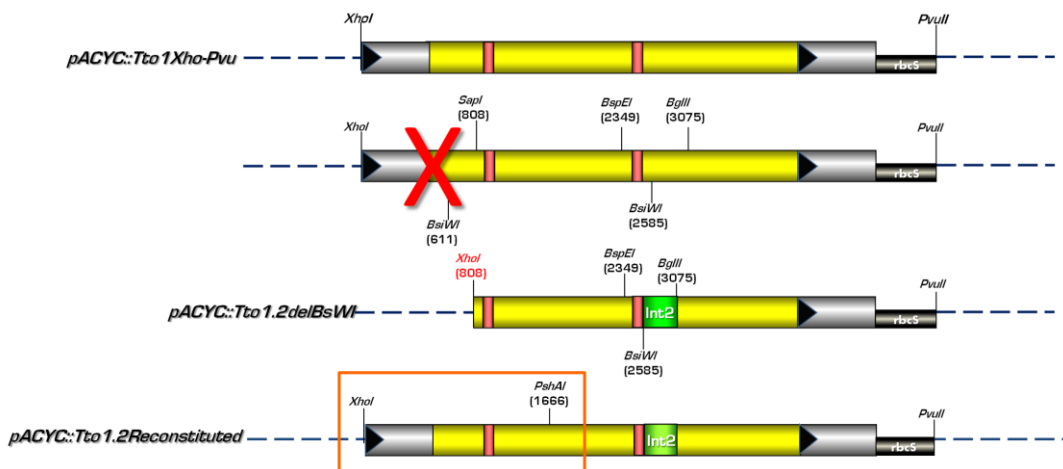 XhoI
PvuII
pACYC::Tto1Xho-Pvu
rbcS
SapI
(808)
BspEI
(2349)
BglII
(3075)
XhoI
PvuII
rbcS
BsiWI
(611)
BsiWI
(2585)
XhoI
(808)
BspEI
(2349)
BglII
(3075)
PvuII
pACYC::Tto1.2delBsWI
Int2
rbcS
BsiWI
(2585)
XhoI
PshAI
(1666)
PvuII
pACYC::Tto1.2Reconstituted
Int2
rbcS